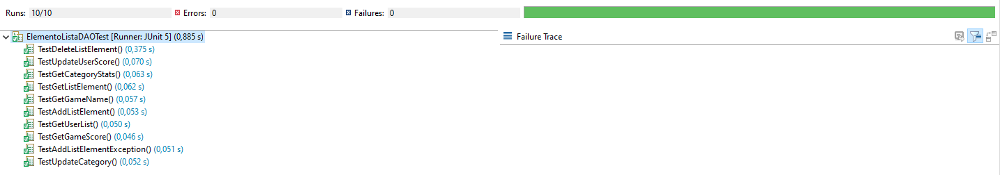 Runs: 10/10 Errors: 0 Failures: 0
ElementoListaDAOTest [Runner: JUnit 5] (0,885 s)
Failure Trace
TestDeleteListElement() (0,375 s)
TestUpdateUserScore() (0,070 s)
TestGetCategoryStats() (0,063 s)
TestGetListElement() (0,062 s)
TestGetGameName() (0,057 s)
TestAddListElement() (0,053 s)
TestGetUserList() (0,050 s)
TestGetGameScore() (0,046 s)
TestAddListElementException() (0,051 s)
TestUpdateCategory() (0,052 s)